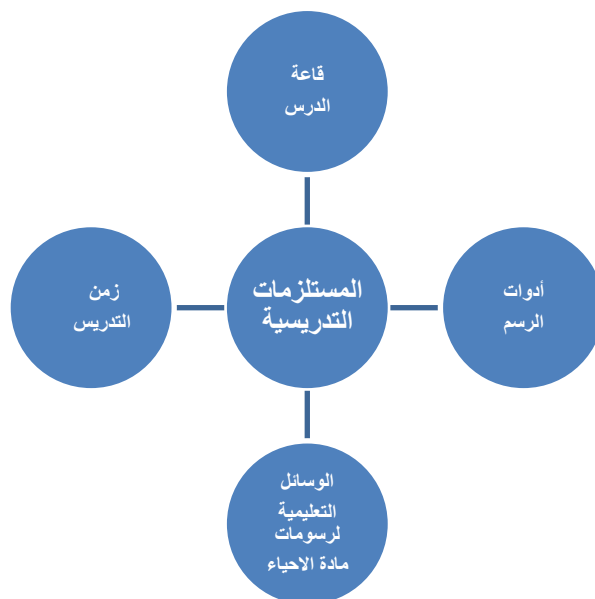 قاعة
الدرس
المستلزمات
التدريسية
أدوات
الرسم
زمن
التدريس
الوسائل
التعليمية
لرسومات
مادة الاحياء